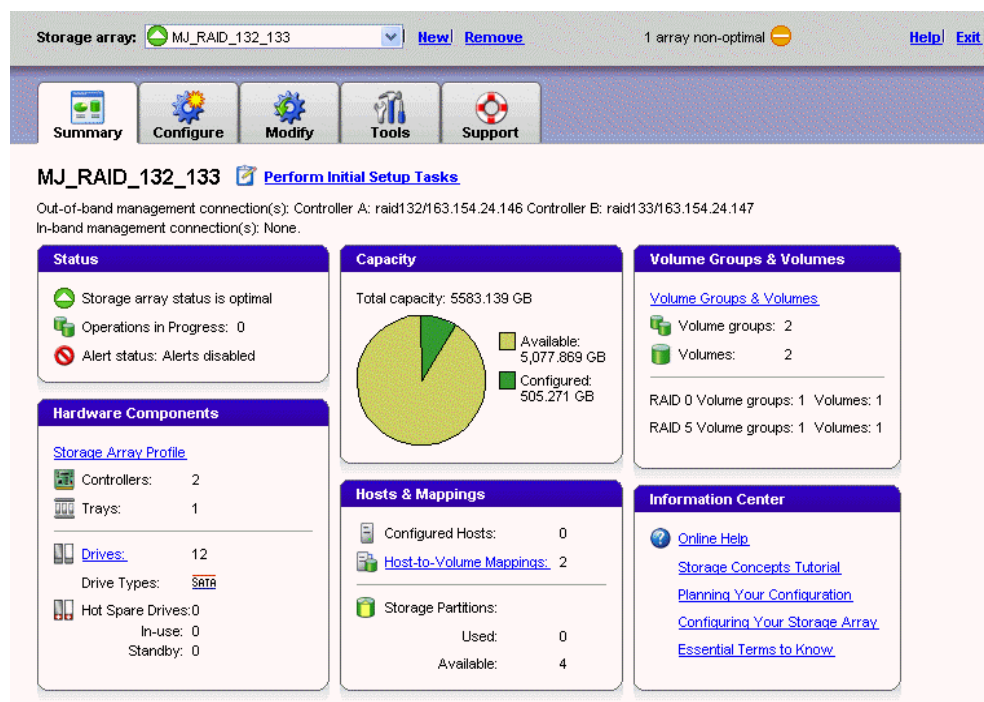 Storage array: MJ_RAID_132_133 New Remove 1 array non-optimal Help Exit
Summary Configure Modify Tools Support
MJ_RAID_132_133 Perform Initial Setup Tasks
Out-of-band management connection(s): Controller A: raid132/163.154.24.146 Controller B: raid133/163.154.24.147
In-band management connection(s): None.
Status
Storage array status is optimal
Operations in Progress: 0
Alert status: Alerts disabled
Hardware Components
Storage Array Profile
Controllers: 2
Trays: 1
Drives: 12
Drive Types: SATA
Hot Spare Drives:0
In-use: 0
Standby: 0
Capacity
Total capacity: 5583.139 GB
Available:
5,077.869 GB
Configured:
505.271 GB
Hosts & Mappings
Configured Hosts: 0
Host-to-Volume Mappings: 2
Storage Partitions:
Used: 0
Available: 4
Volume Groups & Volumes
Volume Groups & Volumes
Volume groups: 2
Volumes: 2
RAID 0 Volume groups: 1 Volumes: 1
RAID 5 Volume groups: 1 Volumes: 1
Information Center
Online Help
Storage Concepts Tutorial
Planning Your Configuration
Configuring Your Storage Array
Essential Terms to Know